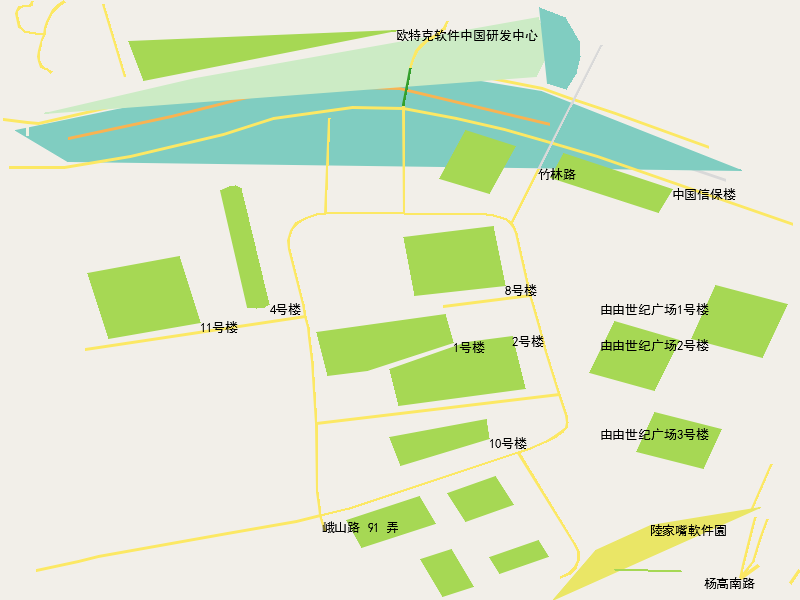 欧特克软件中国研发中心
竹林路
中国信保楼
8号楼
4号楼
由由世纪广场1号楼
11号楼
2号楼
1号楼
由由世纪广场2号楼
由由世纪广场3号楼
10号楼
峨山路 91 弄
陸家嘴軟件園
杨高南路